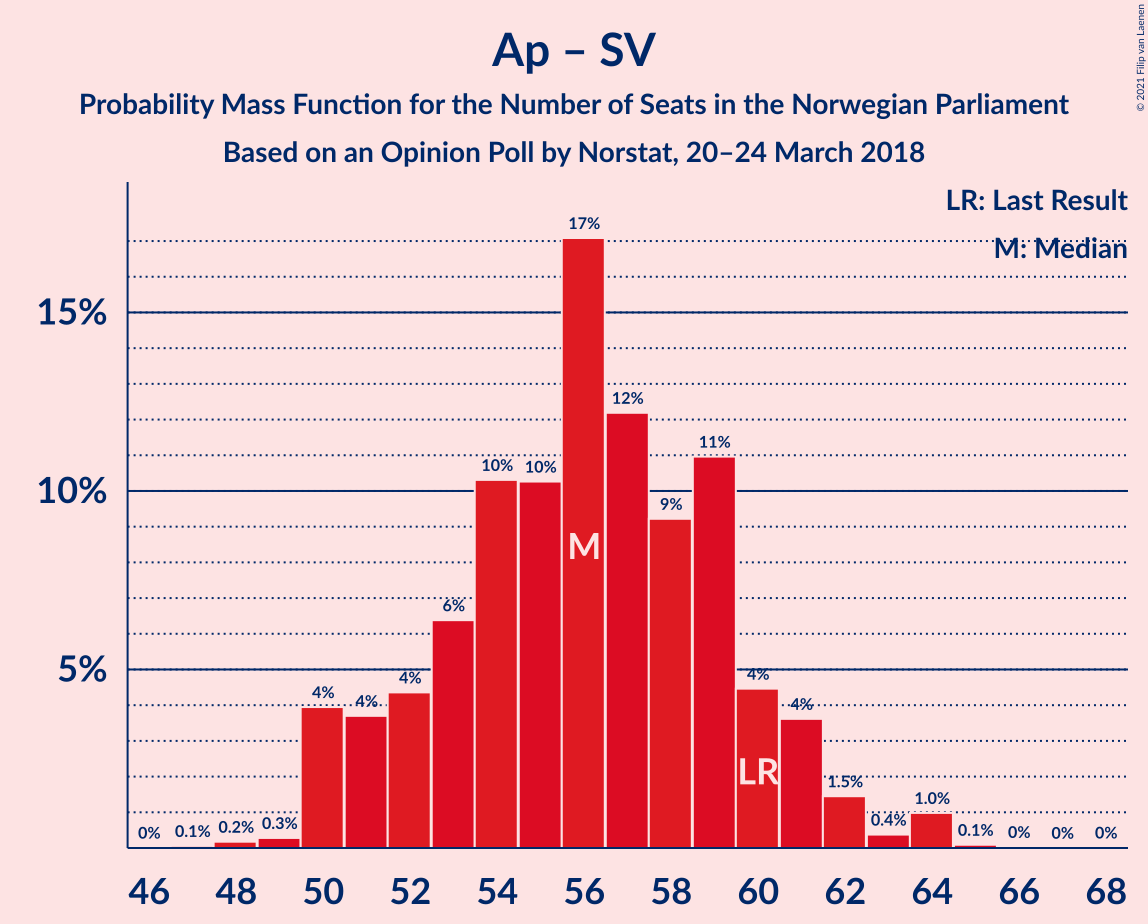 Ap – SV
Probability Mass Function for the Number of Seats in the Norwegian Parliament
Based on an Opinion Poll by Norstat, 20–24 March 2018
© 2021 Filip van Laenen
LR: Last Result
M: Median
15%
10%
5%
0%
0.1%
0.2%
0.3%
4%
4%
4%
6%
10%
10%
17%
12%
9%
11%
4%
4%
1.5%
0.4%
1.0%
0.1%
0%
0%
0%
M
LR
46 48 50 52 54 56 58 60 62 64 66 68